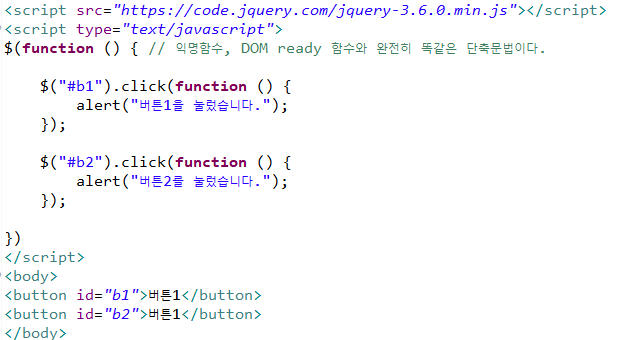 <script src="https://code.jquery.com/jquery-3.6.0.min.js"></script>
<script type="text/javascript">
$(function () { // 익명함수, DOM ready 함수와 완전히 똑같은 단축문법이다.
$("#b1").click(function () {
alert("버튼1을 눌렀습니다.");
});
$("#b2").click(function () {
alert("버튼2를 눌렀습니다.");
});
})
</script>
<body>
<button id="b1">버튼1</button>
<button id="b2">버튼1</button>
</body>